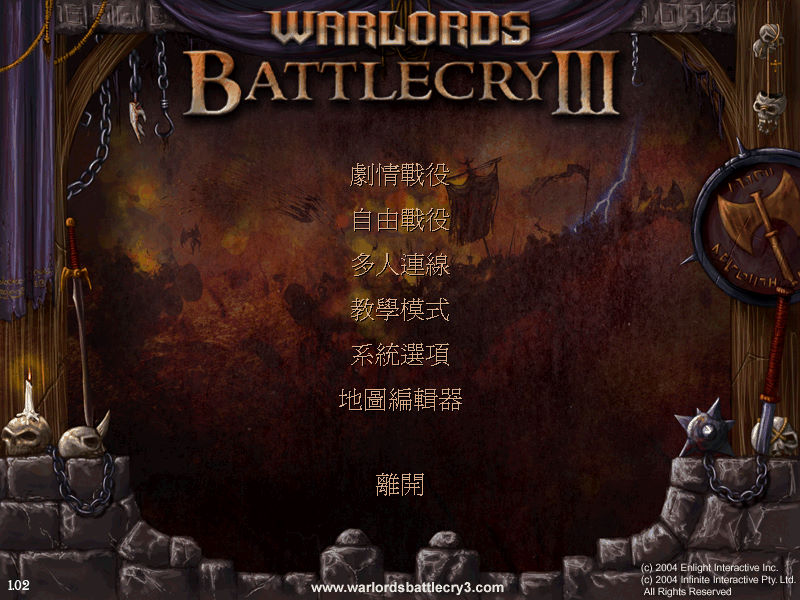 WARLORDS
BATTLECRY III
劇情戰役
自由戰役
多人連線
教學模式
系統選項
地圖編輯器
離開
1.02
www.warlordsbattlecry3.com
(c) 2004 Enlight Interactive Inc.
(c) 2004 Infinite Interactive Pty. Ltd.
All Rights Reserved